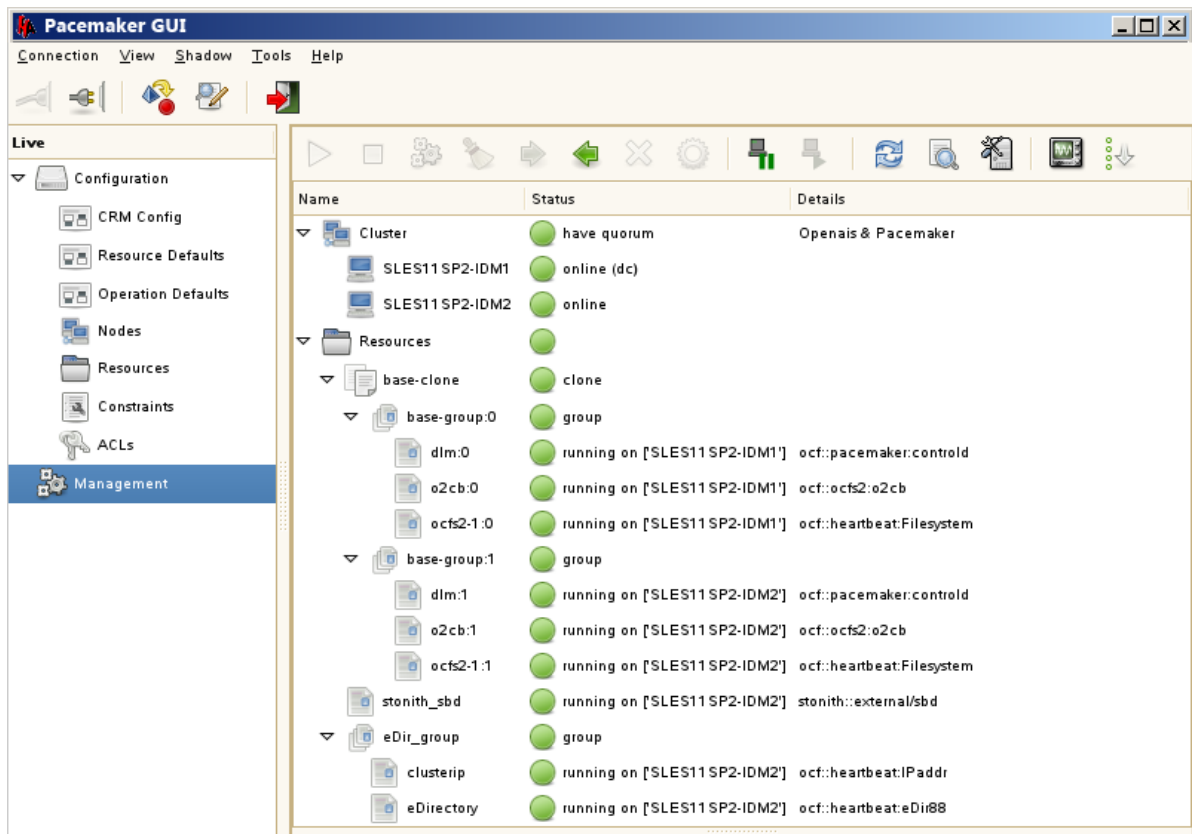 Pacemaker GUI
Connection View Shadow Tools Help
Live
Configuration
CRM Config
Resource Defaults
Operation Defaults
Nodes
Resources
Constraints
ACLs
Management
Name Status Details
Cluster have quorum Openais & Pacemaker
SLES11SP2-IDM1 online (dc)
SLES11SP2-IDM2 online
Resources
base-clone clone
base-group:0 group
dlm:0 running on ['SLES11SP2-IDM1'] ocf::pacemaker:controld
o2cb:0 running on ['SLES11SP2-IDM1'] ocf::ocfs2:o2cb
ocfs2-1:0 running on ['SLES11SP2-IDM1'] ocf::heartbeat:Filesystem
base-group:1 group
dlm:1 running on ['SLES11SP2-IDM2'] ocf::pacemaker:controld
o2cb:1 running on ['SLES11SP2-IDM2'] ocf::ocfs2:o2cb
ocfs2-1:1 running on ['SLES11SP2-IDM2'] ocf::heartbeat:Filesystem
stonith_sbd running on ['SLES11SP2-IDM2'] stonith::external/sbd
eDir_group group
clusterip running on ['SLES11SP2-IDM2'] ocf::heartbeat:IPaddr
eDirectory running on ['SLES11SP2-IDM2'] ocf::heartbeat:eDir88